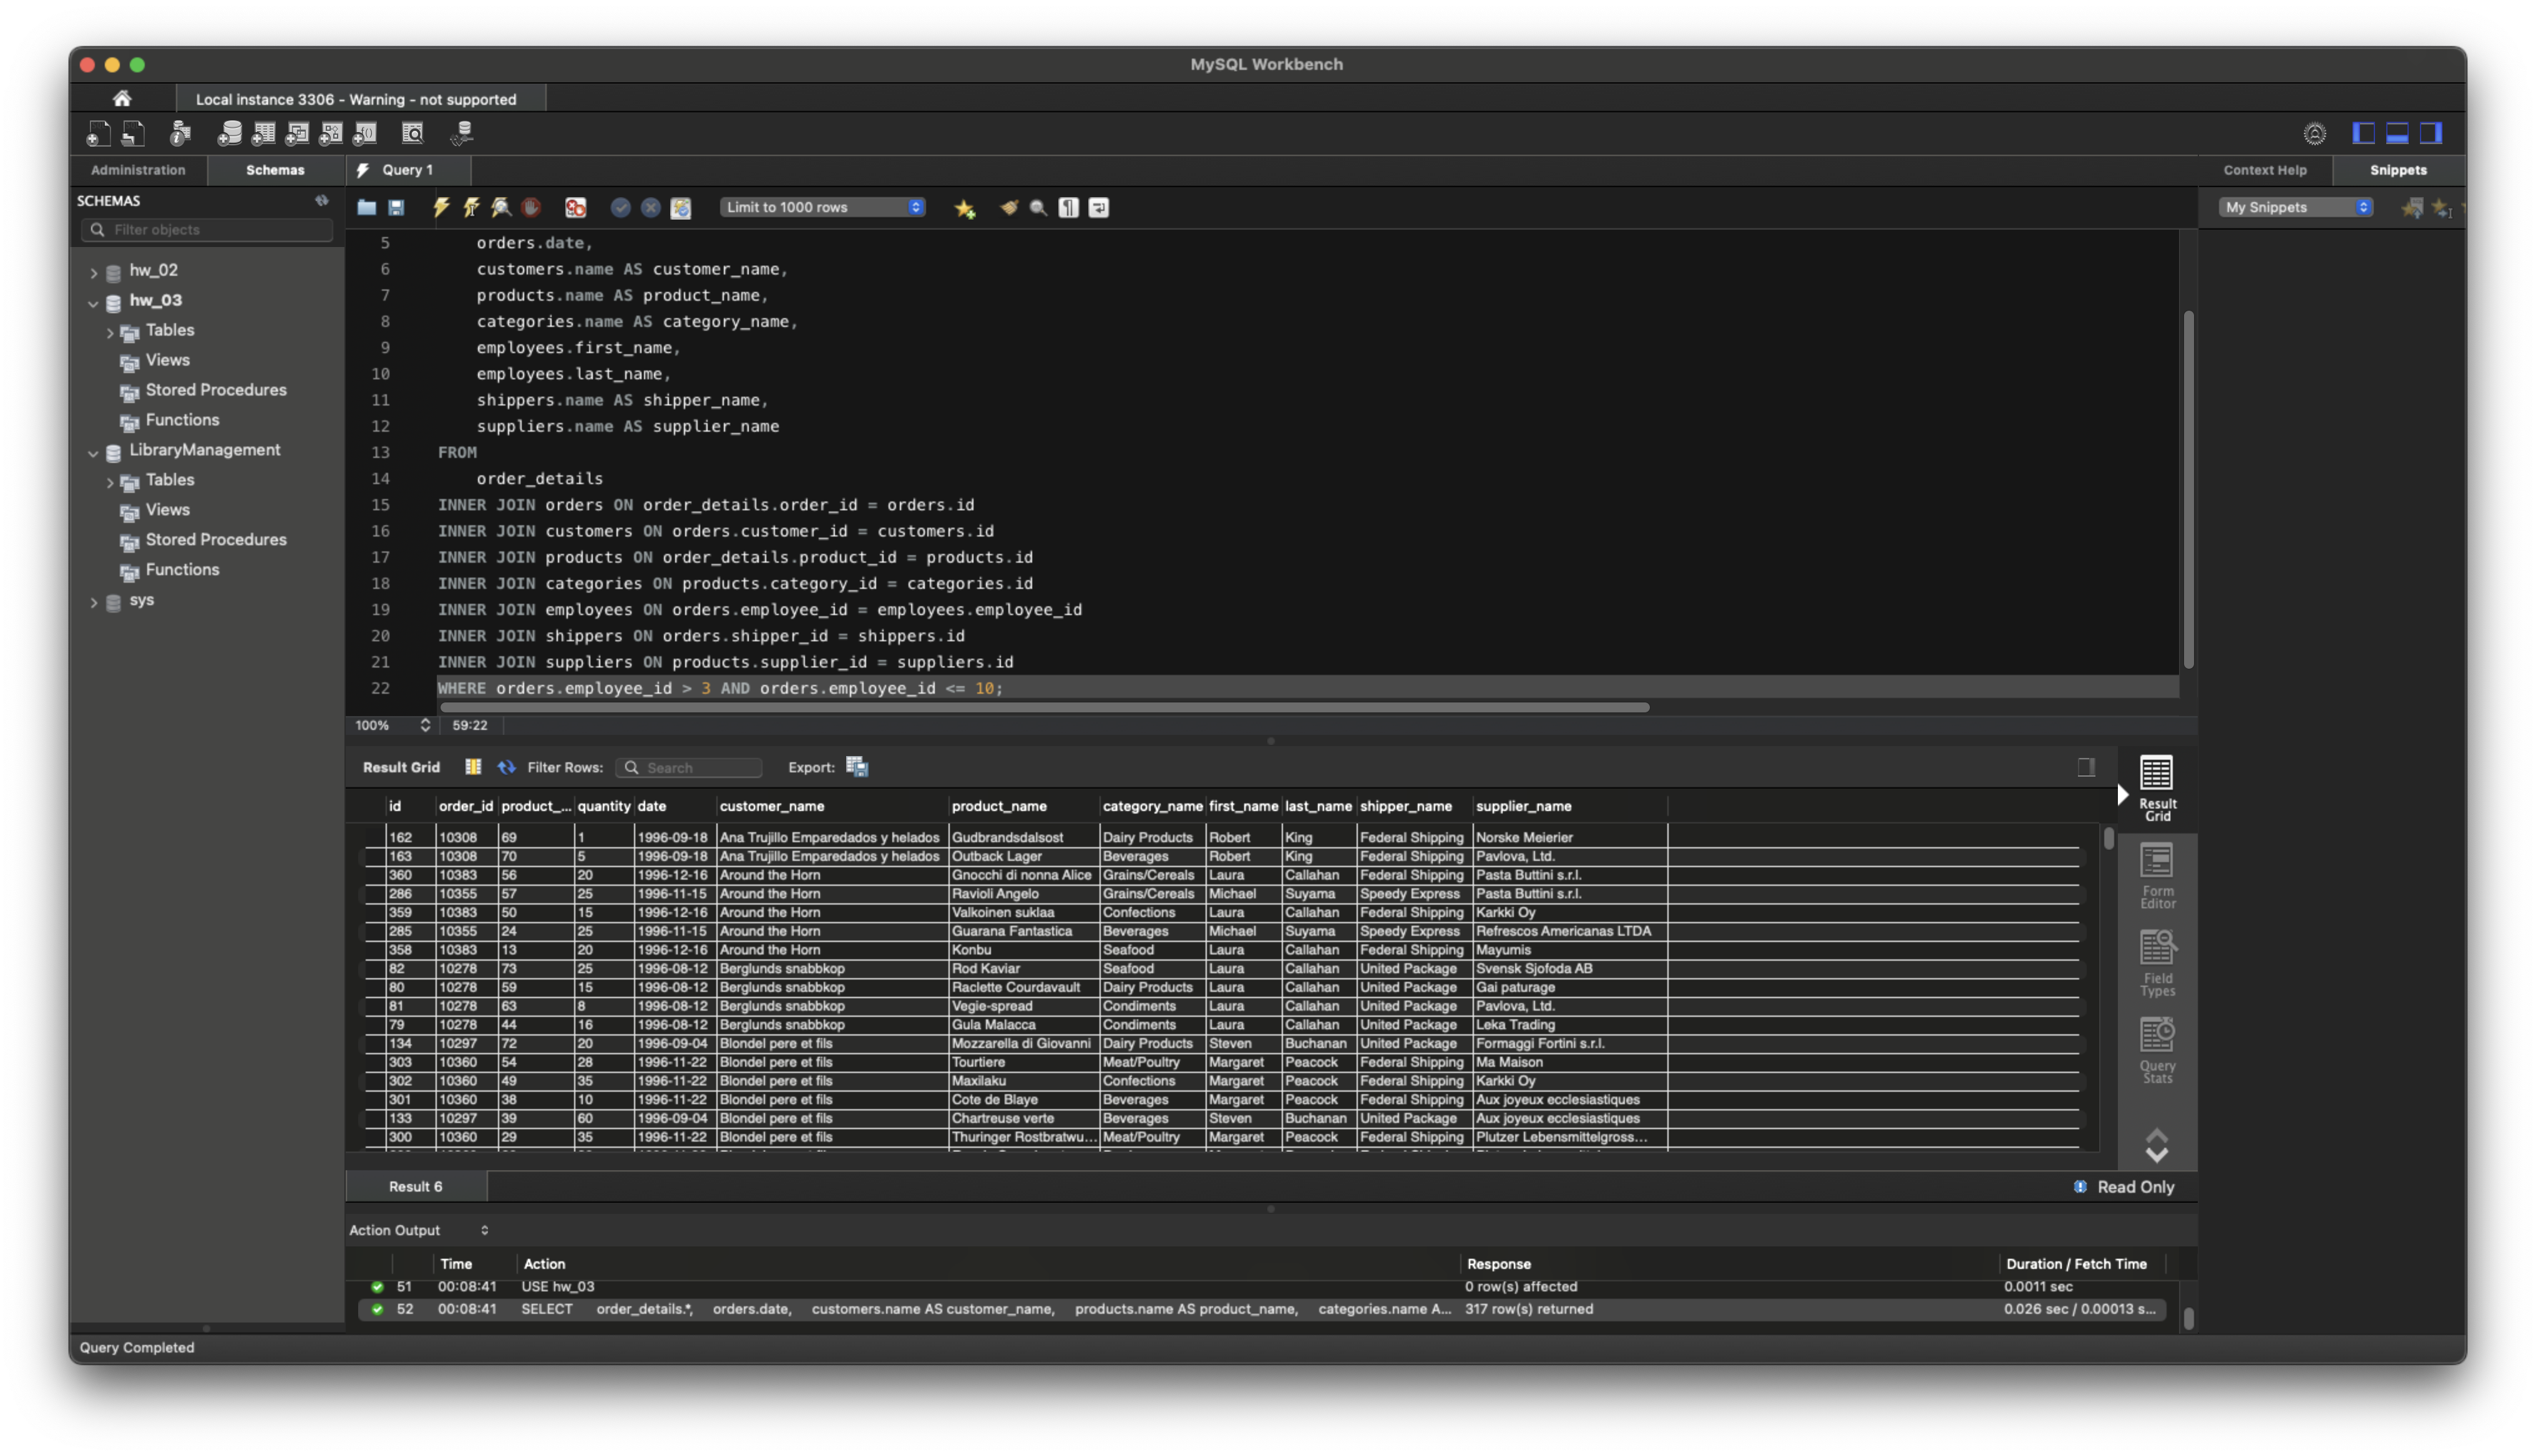 MySQL Workbench
Local instance 3306 - Warning - not supported
Administration Schemas Query 1 Context Help Snippets
SCHEMAS
Filter objects
Limit to 1000 rows
My Snippets
hw_02
hw_03
Tables
Views
Stored Procedures
Functions
LibraryManagement
Tables
Views
Stored Procedures
Functions
sys
5 orders.date,
6 customers.name AS customer_name,
7 products.name AS product_name,
8 categories.name AS category_name,
9 employees.first_name,
10 employees.last_name,
11 shippers.name AS shipper_name,
12 suppliers.name AS supplier_name
13 FROM
14 order_details
15 INNER JOIN orders ON order_details.order_id = orders.id
16 INNER JOIN customers ON orders.customer_id = customers.id
17 INNER JOIN products ON order_details.product_id = products.id
18 INNER JOIN categories ON products.category_id = categories.id
19 INNER JOIN employees ON orders.employee_id = employees.employee_id
20 INNER JOIN shippers ON orders.shipper_id = shippers.id
21 INNER JOIN suppliers ON products.supplier_id = suppliers.id
22 WHERE orders.employee_id > 3 AND orders.employee_id <= 10;
100% 59:22
Result Grid Filter Rows: Search Export:
id order_id product_... quantity date customer_name product_name category_name first_name last_name shipper_name supplier_name
162 10308 69 1 1996-09-18 Ana Trujillo Emparedados y helados Gudbrandsdalsost Dairy Products Robert King Federal Shipping Norske Meierier
163 10308 70 5 1996-09-18 Ana Trujillo Emparedados y helados Outback Lager Beverages Robert King Federal Shipping Pavlova, Ltd.
360 10383 56 20 1996-12-16 Around the Horn Gnocchi di nonna Alice Grains/Cereals Laura Callahan Federal Shipping Pasta Buttini s.r.l.
286 10355 57 25 1996-11-15 Around the Horn Ravioli Angelo Grains/Cereals Michael Suyama Speedy Express Pasta Buttini s.r.l.
359 10383 50 15 1996-12-16 Around the Horn Valkoinen suklaa Confections Laura Callahan Federal Shipping Karkki Oy
285 10355 24 25 1996-11-15 Around the Horn Guarana Fantastica Beverages Michael Suyama Speedy Express Refrescos Americanas LTDA
358 10383 13 20 1996-12-16 Around the Horn Konbu Seafood Laura Callahan Federal Shipping Mayumis
82 10278 73 25 1996-08-12 Berglunds snabbkop Rod Kaviar Seafood Laura Callahan United Package Svensk Sjofoda AB
80 10278 59 15 1996-08-12 Berglunds snabbkop Raclette Courdavault Dairy Products Laura Callahan United Package Gai paturage
81 10278 63 8 1996-08-12 Berglunds snabbkop Vegie-spread Condiments Laura Callahan United Package Pavlova, Ltd.
79 10278 44 16 1996-08-12 Berglunds snabbkop Gula Malacca Condiments Laura Callahan United Package Leka Trading
134 10297 72 20 1996-09-04 Blondel pere et fils Mozzarella di Giovanni Dairy Products Steven Buchanan United Package Formaggi Fortini s.r.l.
303 10360 54 28 1996-11-22 Blondel pere et fils Tourtiere Meat/Poultry Margaret Peacock Federal Shipping Ma Maison
302 10360 49 35 1996-11-22 Blondel pere et fils Maxilaku Confections Margaret Peacock Federal Shipping Karkki Oy
301 10360 38 10 1996-11-22 Blondel pere et fils Cote de Blaye Beverages Margaret Peacock Federal Shipping Aux joyeux ecclesiastiques
133 10297 39 60 1996-09-04 Blondel pere et fils Chartreuse verte Beverages Steven Buchanan United Package Aux joyeux ecclesiastiques
300 10360 29 35 1996-11-22 Blondel pere et fils Thuringer Rostbratwu... Meat/Poultry Margaret Peacock Federal Shipping Plutzer Lebensmittelgross...
Result Grid
Form Editor
Field Types
Query Stats
Result 6 Read Only
Action Output
Time Action Response Duration / Fetch Time
51 00:08:41 USE hw_03 0 row(s) affected 0.0011 sec
52 00:08:41 SELECT order_details.*, orders.date, customers.name AS customer_name, products.name AS product_name, categories.name A... 317 row(s) returned 0.026 sec / 0.00013 s...
Query Completed